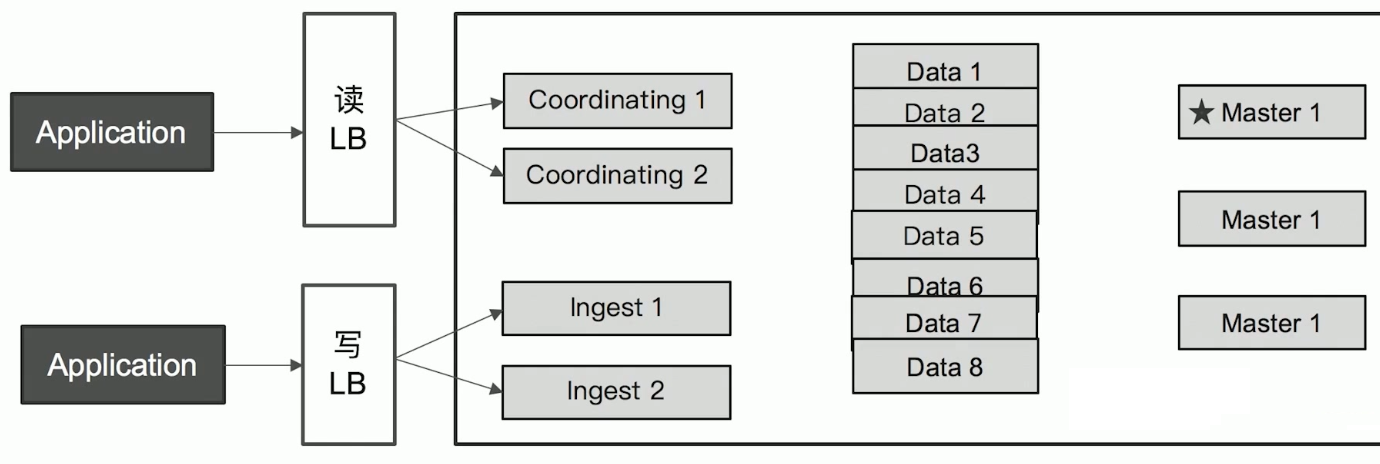 Application
读
LB
Coordinating 1
Coordinating 2
Application
写
LB
Ingest 1
Ingest 2
Data 1
Data 2
Data3
Data 4
Data 5
Data 6
Data 7
Data 8
★ Master 1
Master 1
Master 1